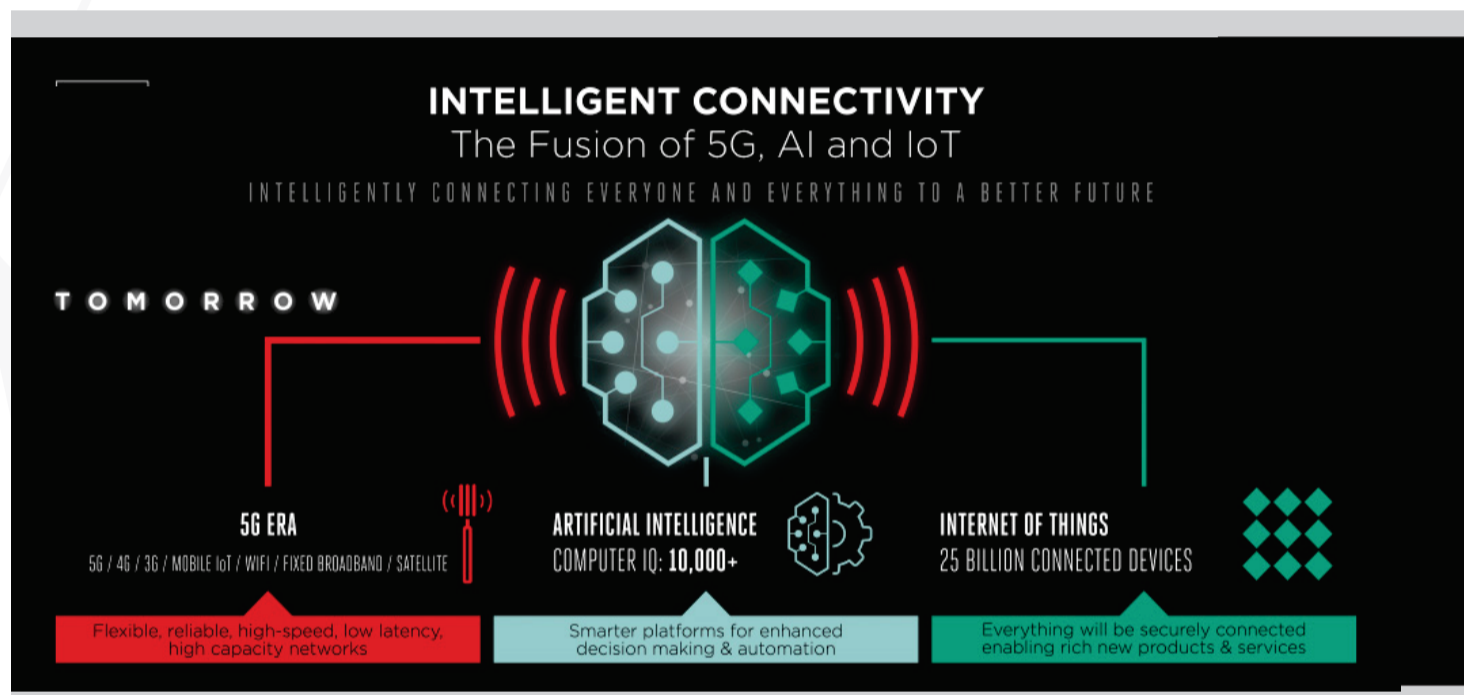 INTELLIGENT CONNECTIVITY
The Fusion of 5G, AI and IoT
INTELLIGENTLY CONNECTING EVERYONE AND EVERYTHING TO A BETTER FUTURE
TOMORROW
5G ERA
5G / 4G / 3G / MOBILE IoT / WIFI / FIXED BROADBAND / SATELLITE
Flexible, reliable, high-speed, low latency,
high capacity networks
ARTIFICIAL INTELLIGENCE
COMPUTER IQ: 10,000+
Smarter platforms for enhanced
decision making & automation
INTERNET OF THINGS
25 BILLION CONNECTED DEVICES
Everything will be securely connected
enabling rich new products & services